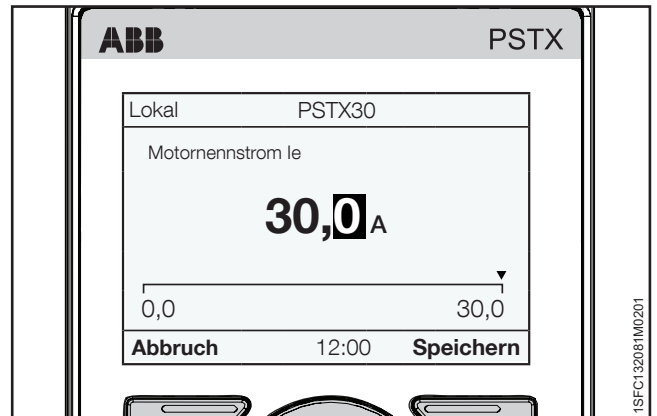 ABB PSTX
Lokal PSTX30
Motornennstrom Ie
30,0 A
0,0 30,0
Abbruch 12:00 Speichern
1SFC132081M0201